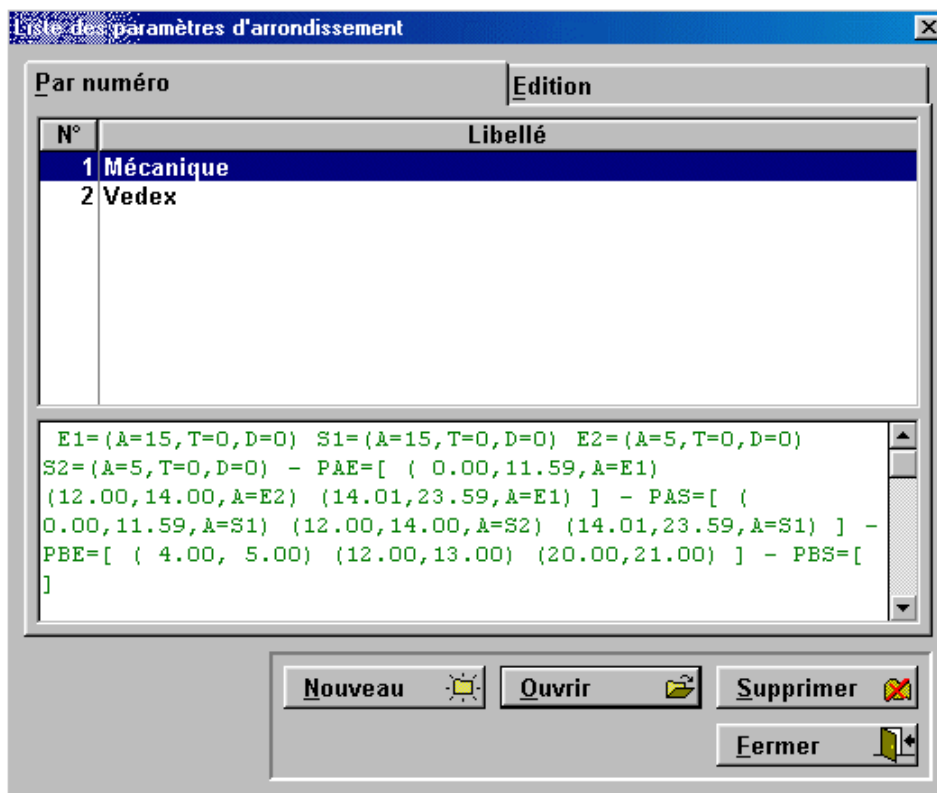 Liste des paramètres d'arrondissement
Par numéro
Edition
N° Libellé
1 Mécanique
2 Vedex
E1=(A=15,T=0,D=0) S1=(A=15,T=0,D=0) E2=(A=5,T=0,D=0)
S2=(A=5,T=0,D=0) - PAE=[ ( 0.00,11.59,A=E1)
(12.00,14.00,A=E2) (14.01,23.59,A=E1) ] - PAS=[ (
0.00,11.59,A=S1) (12.00,14.00,A=S2) (14.01,23.59,A=S1) ] -
PBE=[ ( 4.00, 5.00) (12.00,13.00) (20.00,21.00) ] - PBS=[
]
Nouveau
Ouvrir
Supprimer
Fermer